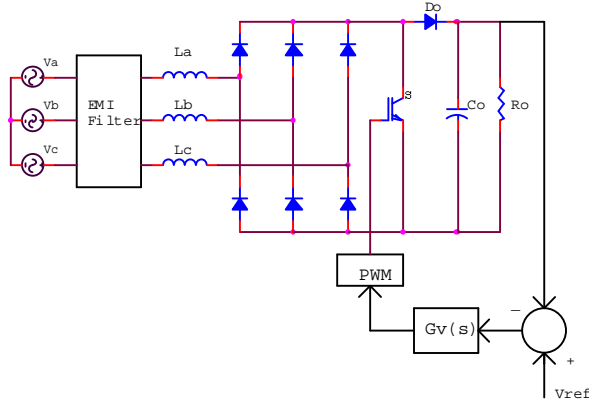 Do
La
Va
EMI
Filter
s
Co
Ro
Vb
Lb
Vc
Lc
PWM
−
Gv(s)
+
Vref